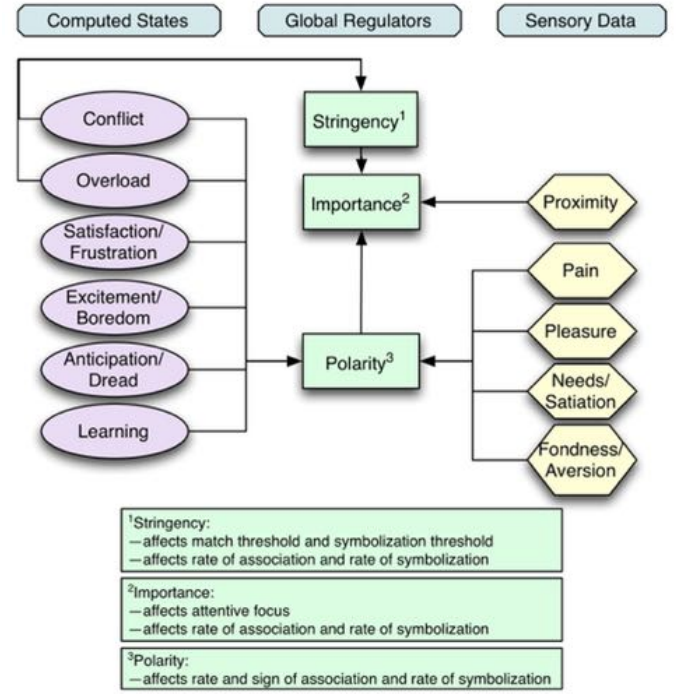 Computed States
Global Regulators
Sensory Data
Conflict
Overload
Satisfaction/
Frustration
Excitement/
Boredom
Anticipation/
Dread
Learning
Stringency¹
Importance²
Polarity³
Proximity
Pain
Pleasure
Needs/
Satiation
Fondness/
Aversion
¹Stringency:
—affects match threshold and symbolization threshold
—affects rate of association and rate of symbolization
²Importance:
—affects attentive focus
—affects rate of association and rate of symbolization
³Polarity:
—affects rate and sign of association and rate of symbolization